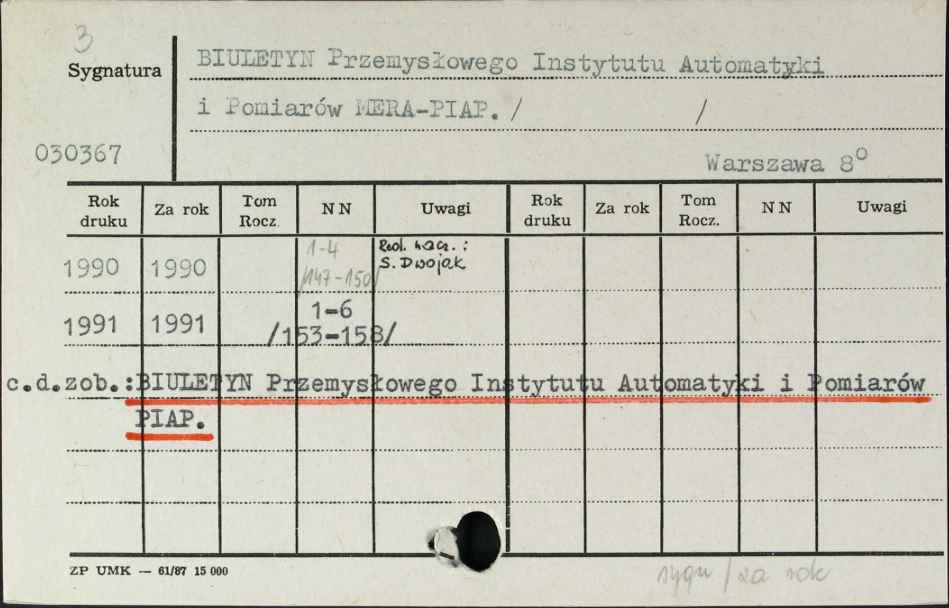 3
Sygnatura
BIULETYN Przemysłowego Instytutu Automatyki
i Pomiarów MERA-PIAP. / /
030367
Warszawa 8°
Rok druku Za rok Tom Rocz. NN Uwagi Rok druku Za rok Tom Rocz. NN Uwagi
1990 1990 1-4 /147-150/ Red. nacz.: S. Dwojak
1991 1991 1-6 /153-158/
c.d.zob.:BIULETYN Przemysłowego Instytutu Automatyki i Pomiarów
PIAP.
ZP UMK — 61/87 15 000
sygn / za rok